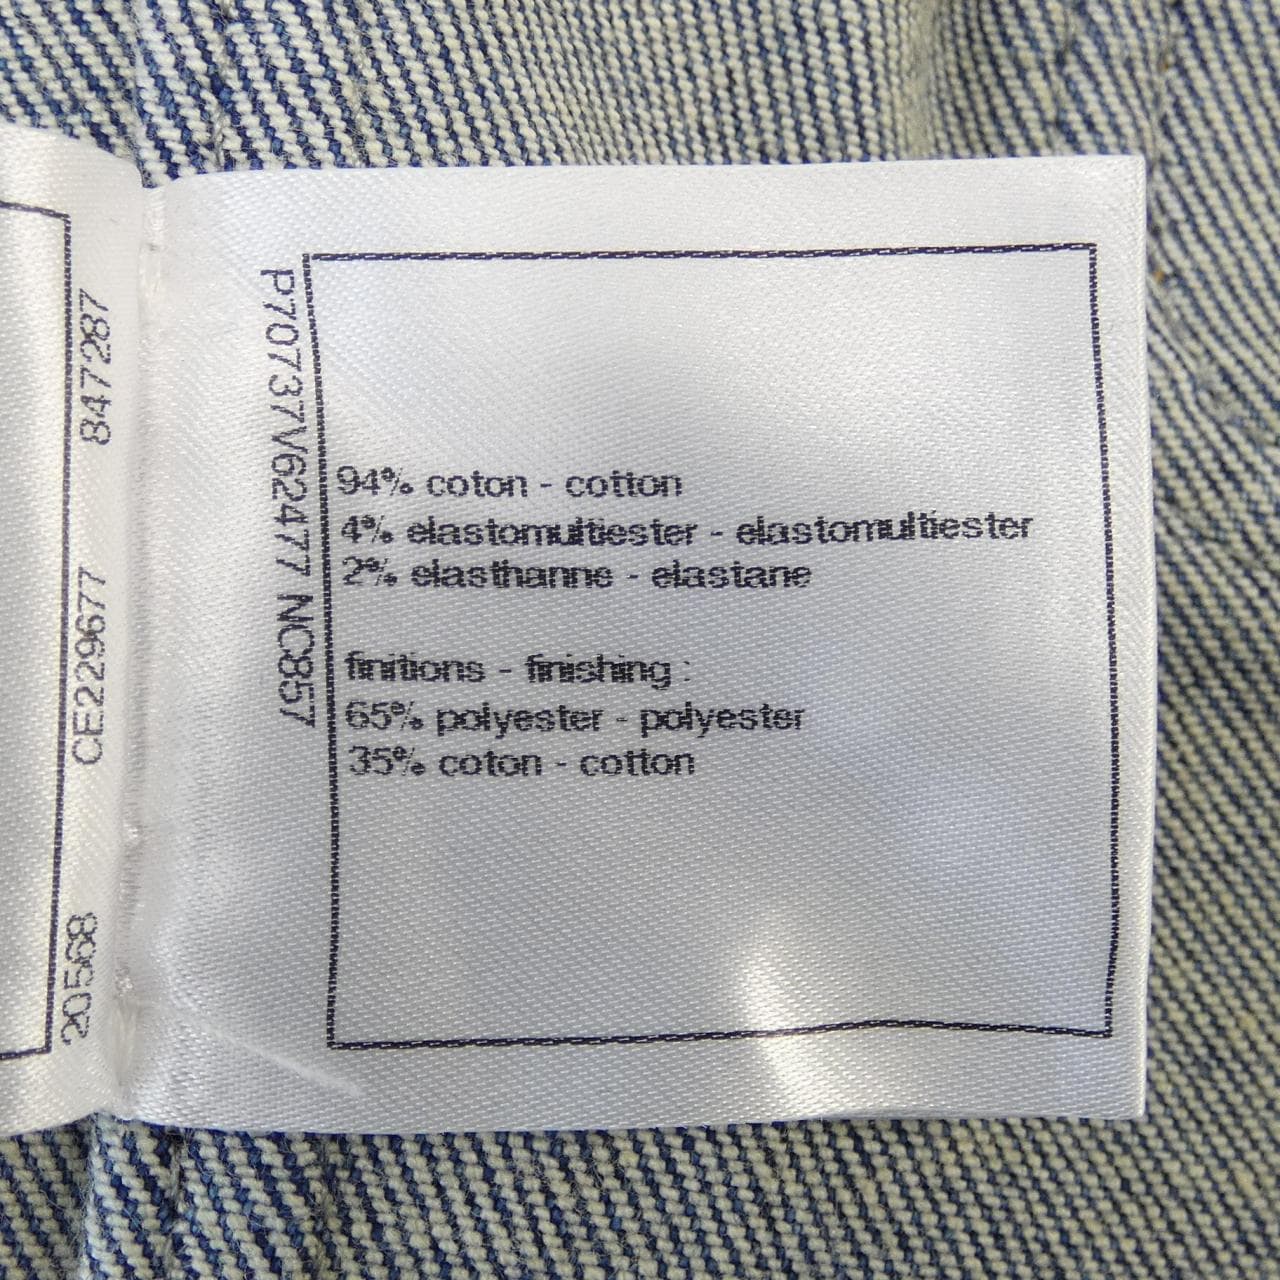 847287
CE229677
20568
P70737V62477 NC857
94% coton - cotton
4% elastomultiester - elastomultiester
2% elasthanne - elastane
finitions - finishing :
65% polyester - polyester
35% coton - cotton